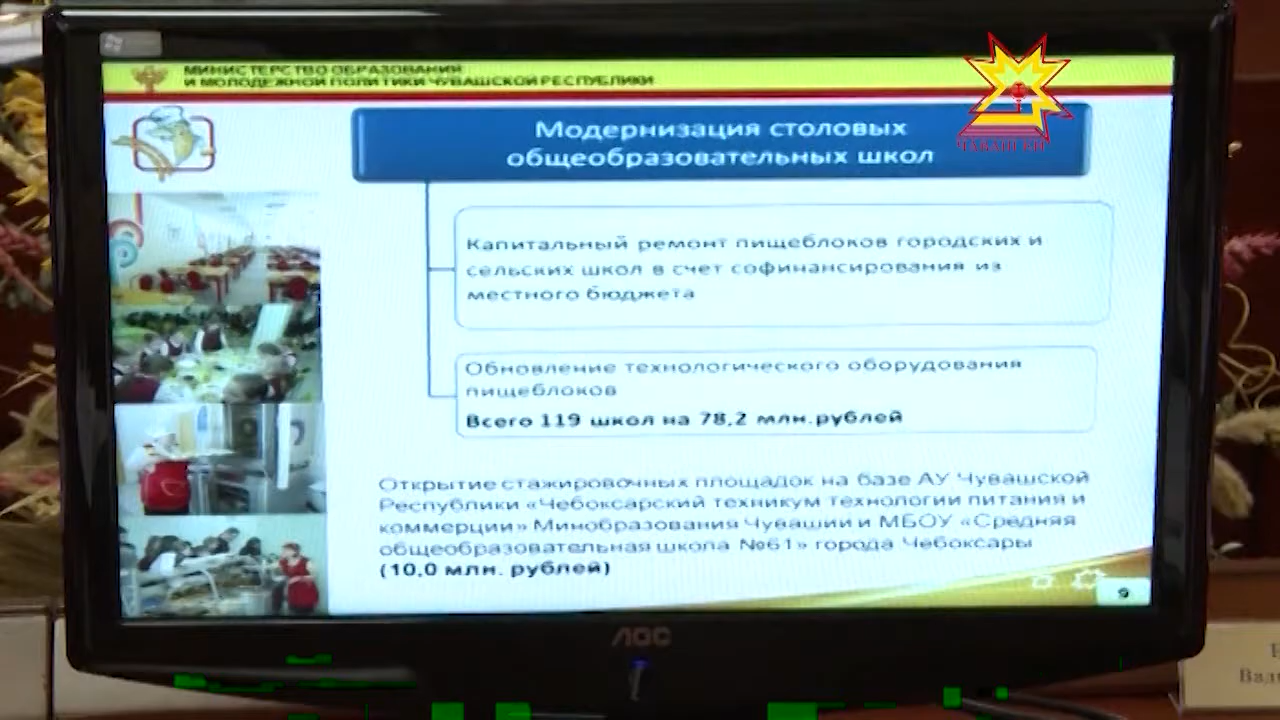 МИНИСТЕРСТВО ОБРАЗОВАНИЯ
И МОЛОДЕЖНОЙ ПОЛИТИКИ ЧУВАШСКОЙ РЕСПУБЛИКИ
Модернизация столовых
общеобразовательных школ
Капитальный ремонт пищеблоков городских и
сельских школ в счет софинансирования из
местного бюджета
Обновление технологического оборудования
пищеблоков
Всего 119 школ на 78,2 млн.рублей
Открытие стажировочных площадок на базе АУ Чувашской
Республики «Чебоксарский техникум технологии питания и
коммерции» Минобразования Чувашии и МБОУ «Средняя
общеобразовательная школа №61» города Чебоксары
(10,0 млн. рублей)
9
AOC